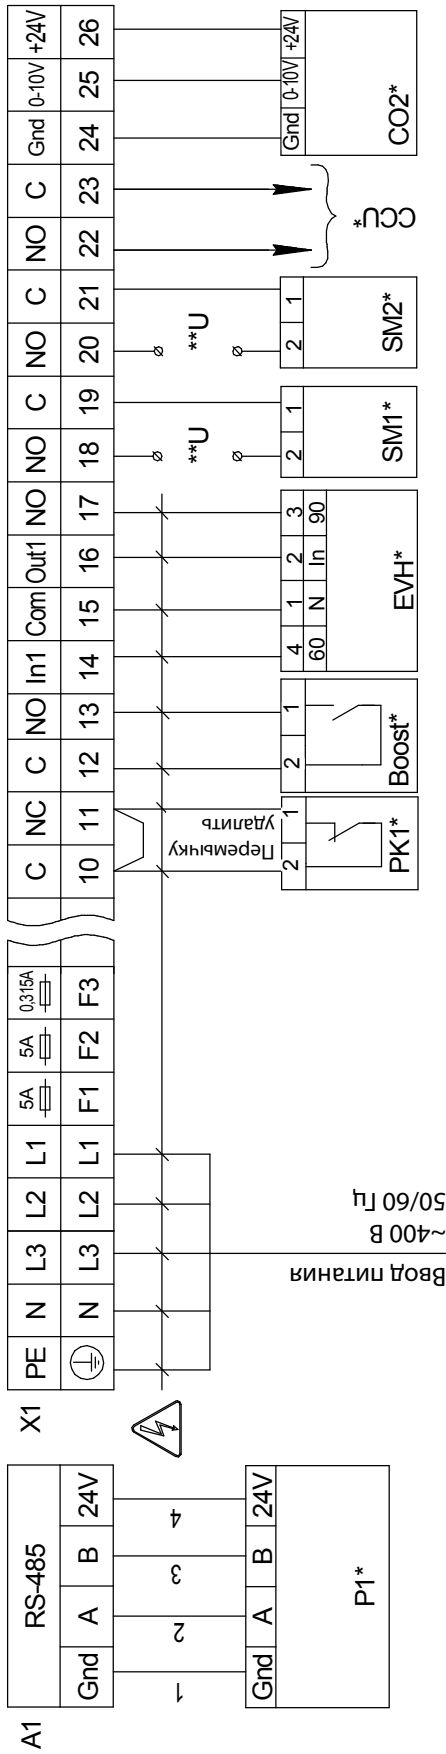 A1
RS-485
Gnd A B 24V
1 2 3 4
Gnd A B 24V
P1*
X1
PE N L3 L2 L1 5A 5A 0,315A C NC C NO In1 Com Out1 NO NO C NO C NO C Gnd 0-10V +24V
N L3 L2 L1 F1 F2 F3 10 11 12 13 14 15 16 17 18 19 20 21 22 23 24 25 26
Ввод питания
~400 В
50/60 Гц
Перемычку
удалить
2 1
PK1*
2 1
Boost*
4 1 2 3
60 N In 90
EVH*
**U
2 1
SM1*
**U
2 1
SM2*
CCU*
Gnd 0-10V +24V
CO2*